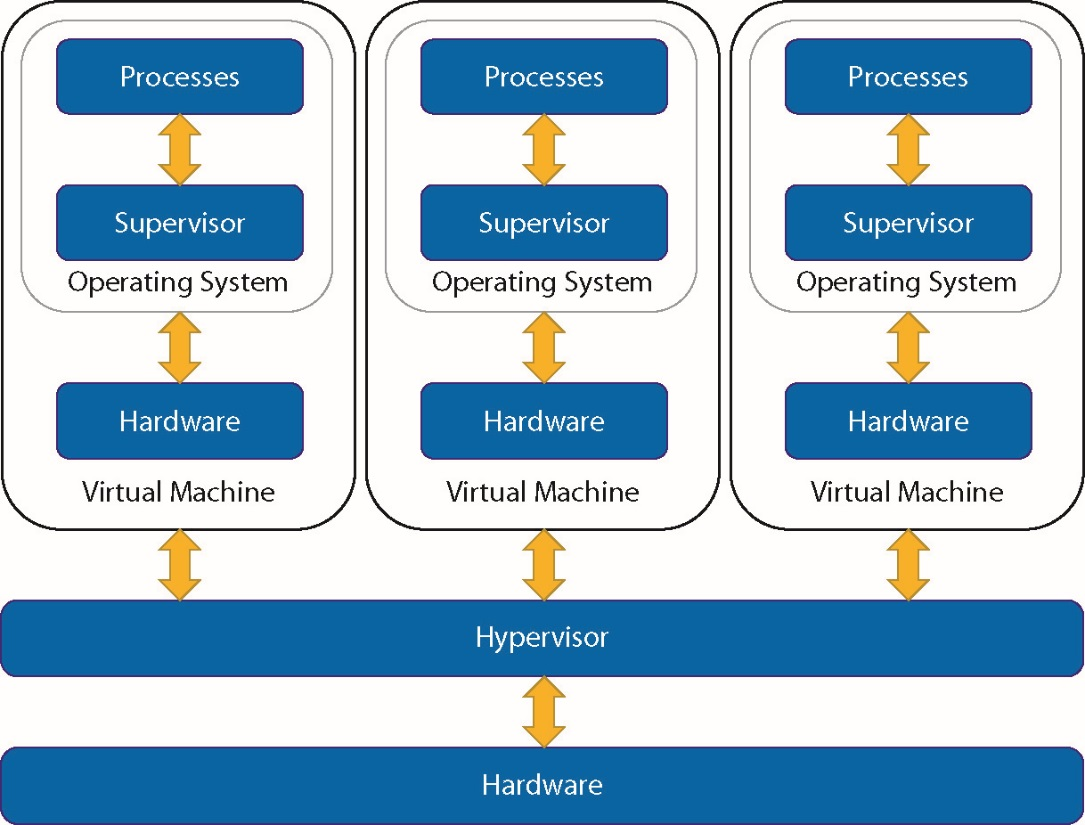 Processes
Supervisor
Operating System
Hardware
Virtual Machine
Processes
Supervisor
Operating System
Hardware
Virtual Machine
Processes
Supervisor
Operating System
Hardware
Virtual Machine
Hypervisor
Hardware